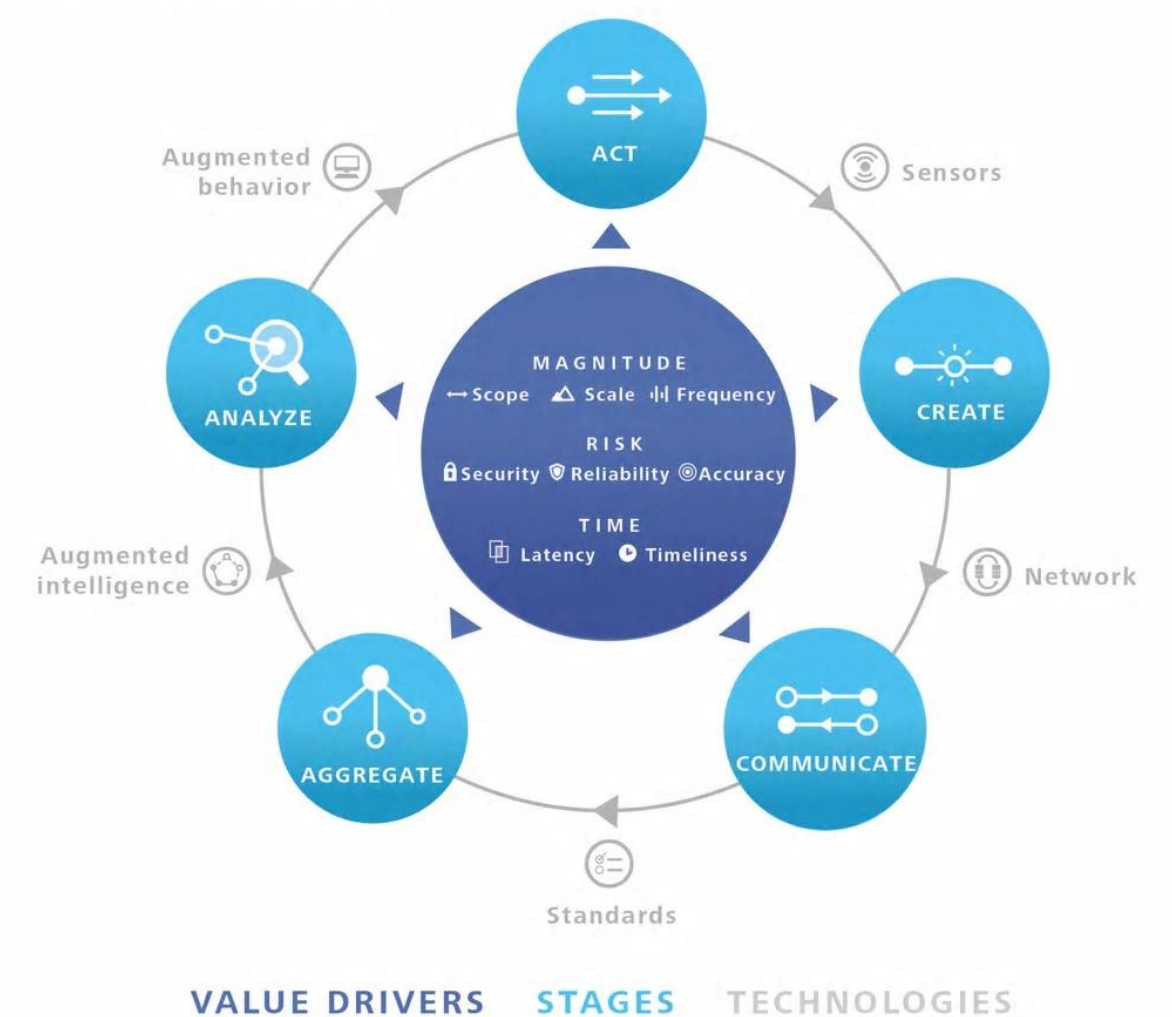 ACT
Augmented
behavior
Sensors
ANALYZE
CREATE
MAGNITUDE
Scope Scale Frequency
RISK
Security Reliability Accuracy
TIME
Latency Timeliness
Augmented
intelligence
Network
AGGREGATE
COMMUNICATE
Standards
VALUE DRIVERS STAGES TECHNOLOGIES